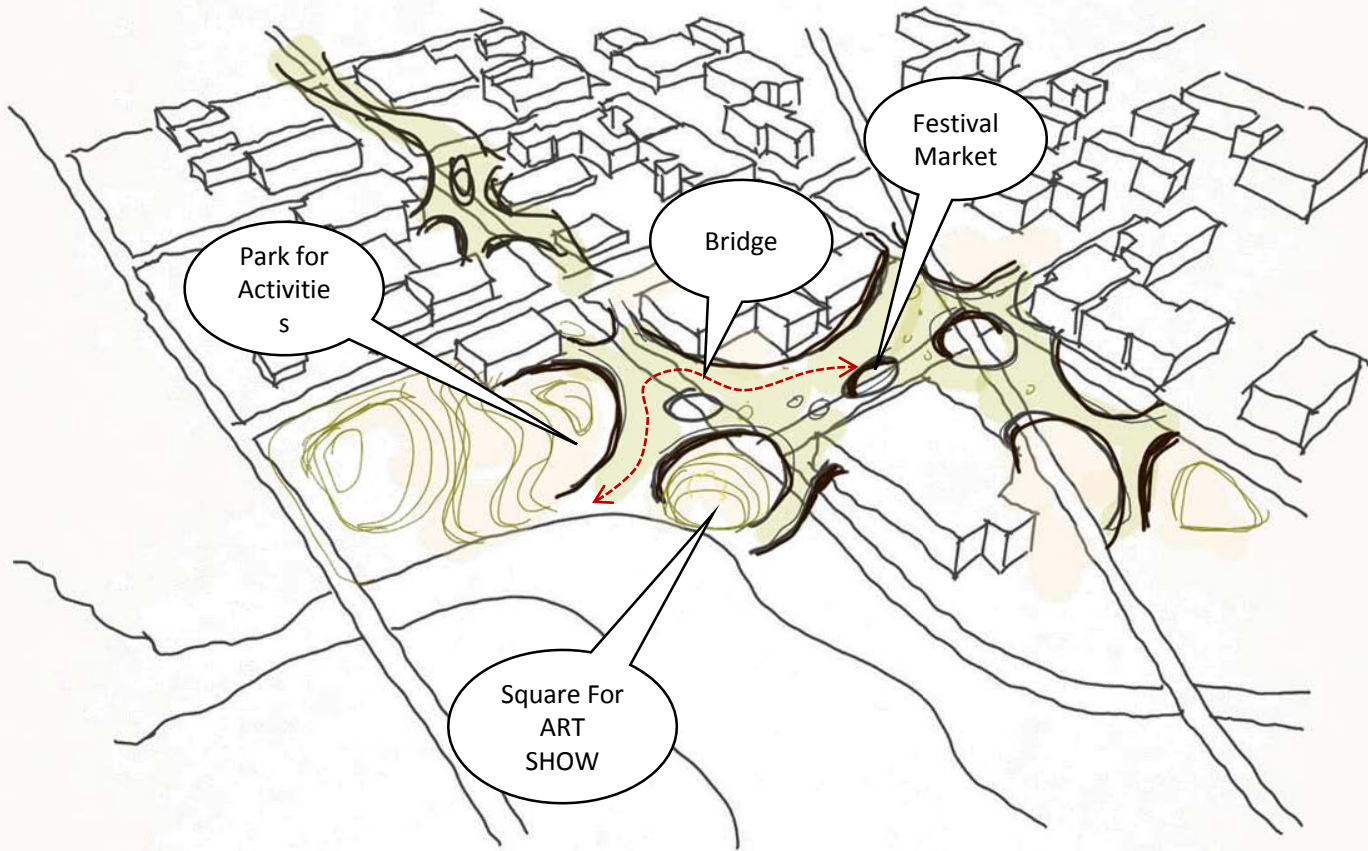 Festival
Market
Bridge
Park for
Activitie
s
Square For
ART
SHOW